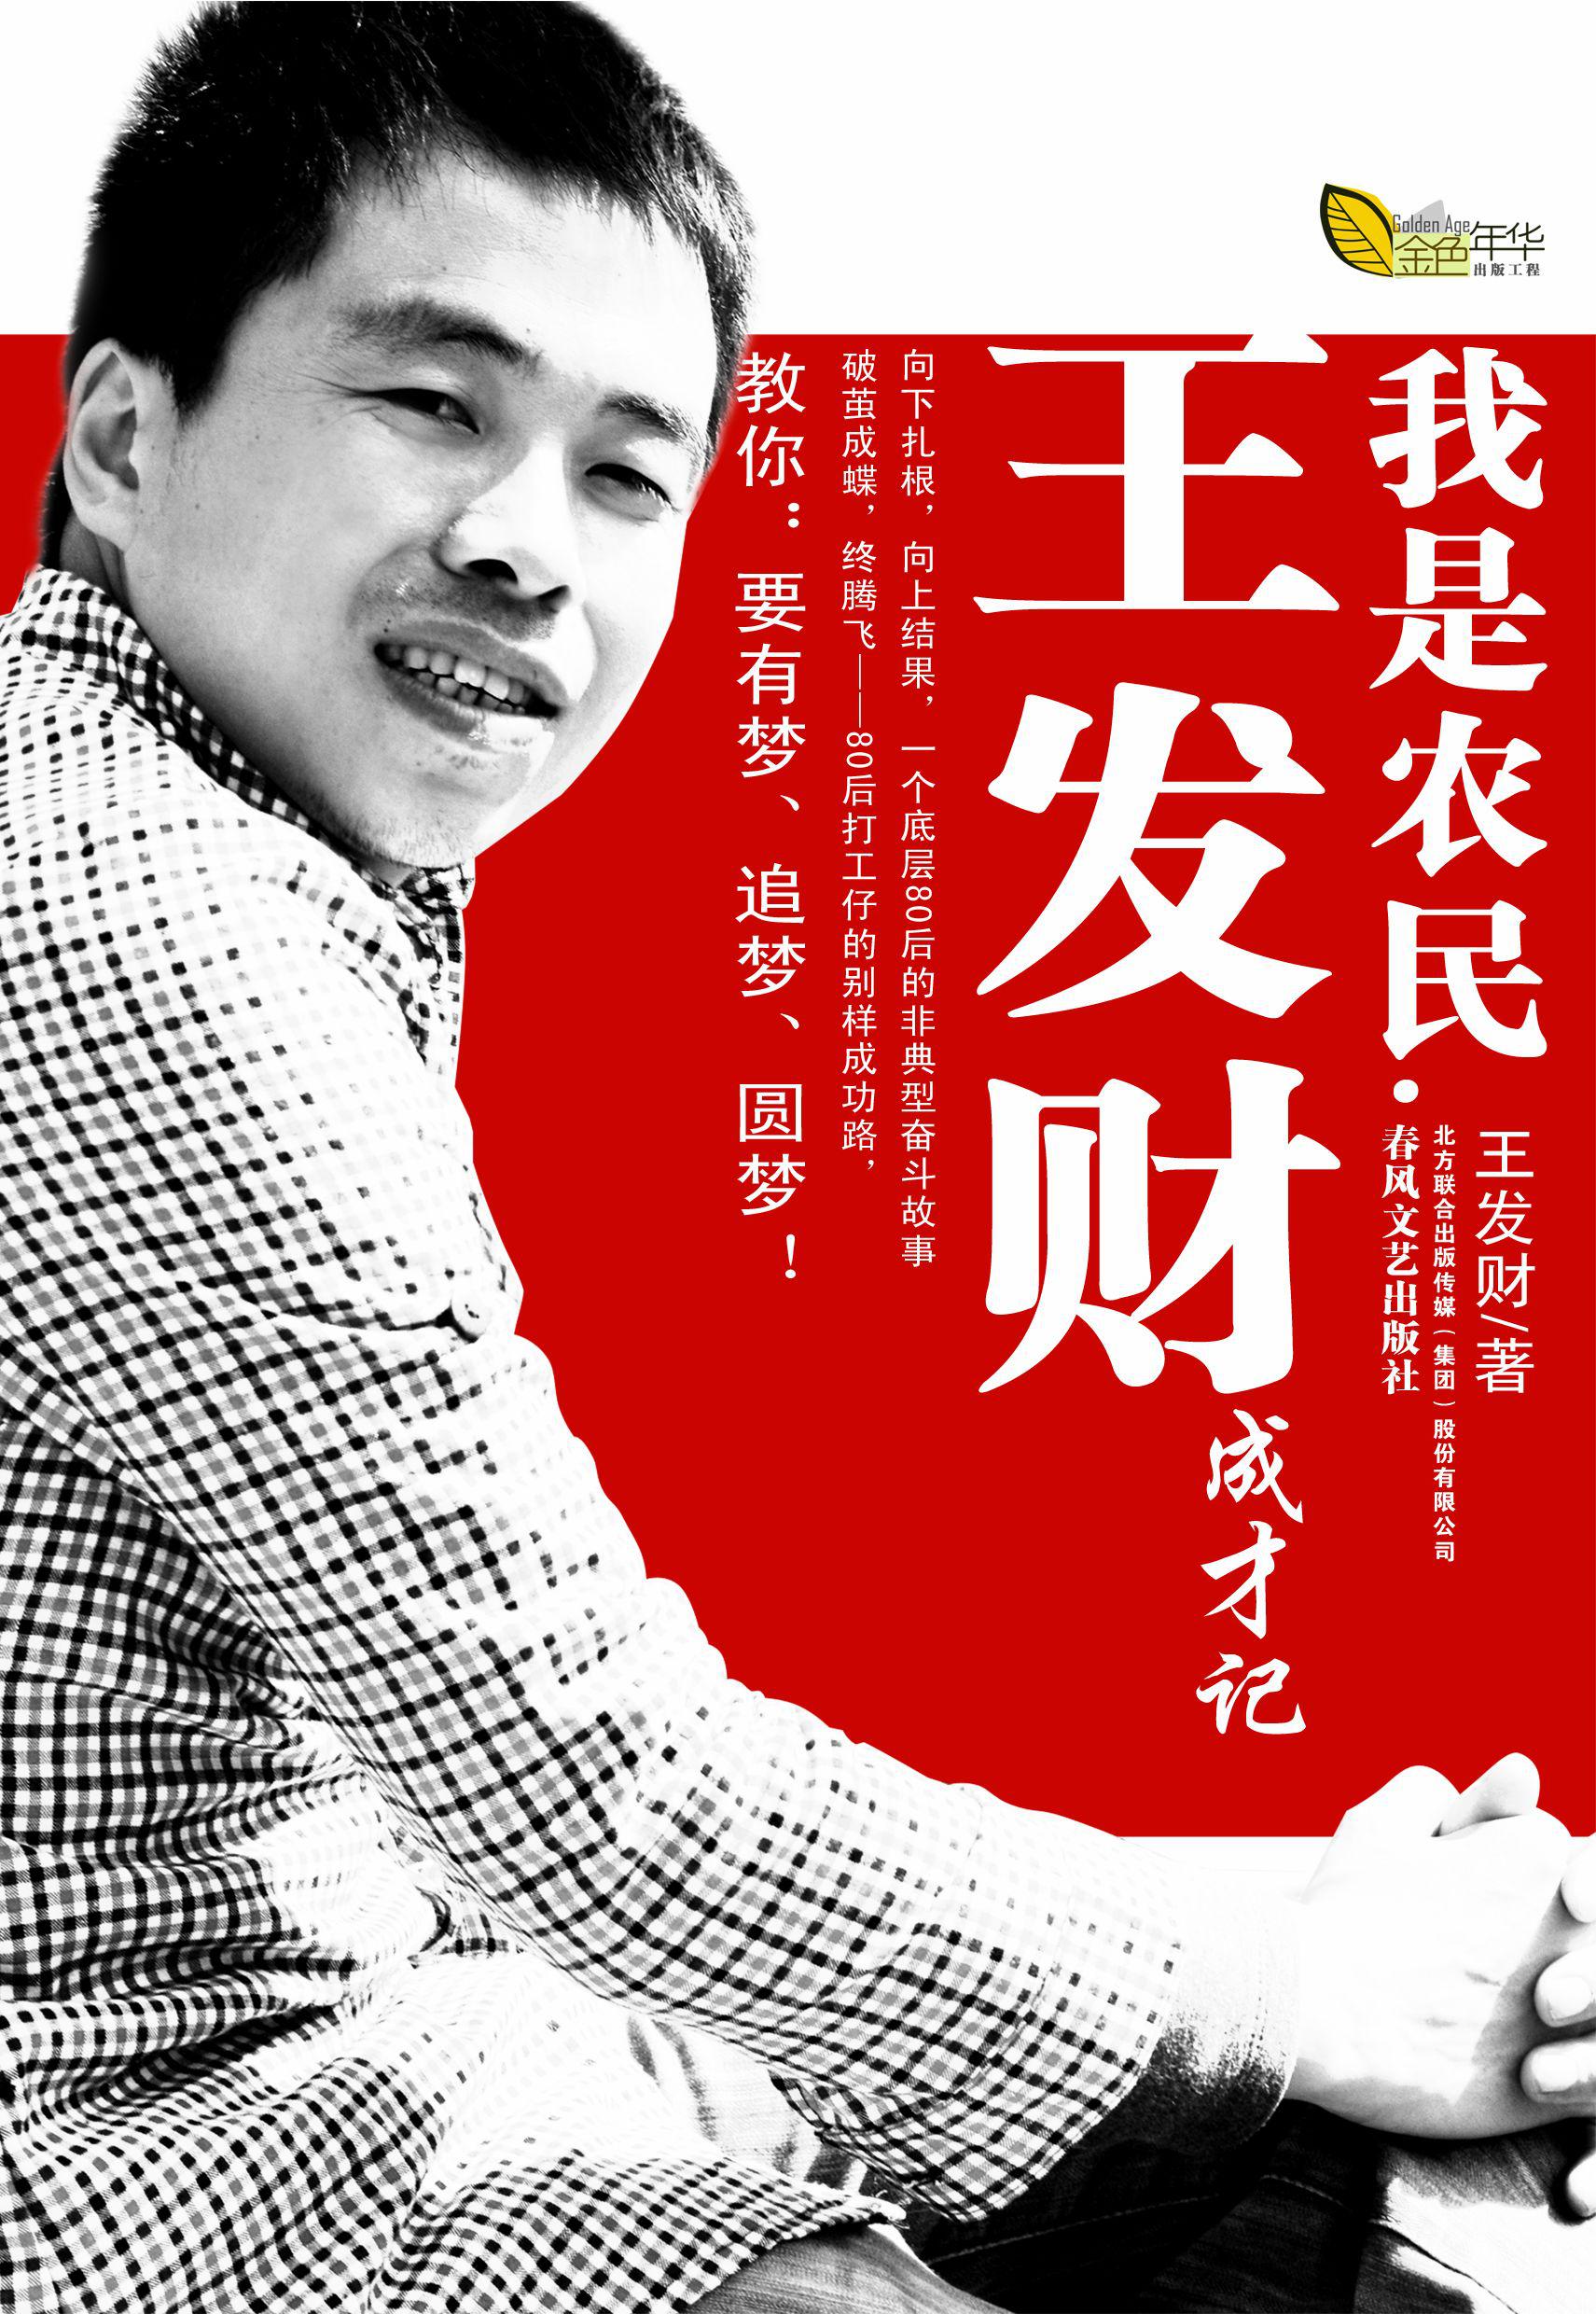 Golden Age
金色年华
出版工程
我是农民·
王发财
成才记
王发财/著
北方联合出版传媒（集团）股份有限公司
春风文艺出版社
向下扎根，向上结果，一个底层80后的非典型奋斗故事
破茧成蝶，终腾飞——80后打工仔的别样成功路，
教你：要有梦、追梦、圆梦！